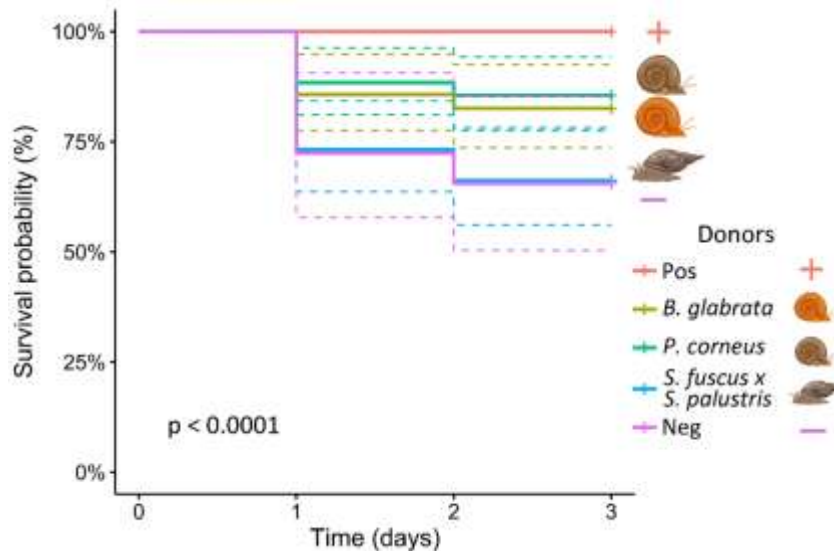 100%
75%
50%
25%
0%
Survival probability (%)
p < 0.0001
0 1 2 3
Time (days)
+
−
Donors
Pos +
B. glabrata
P. corneus
S. fuscus x
S. palustris
Neg −